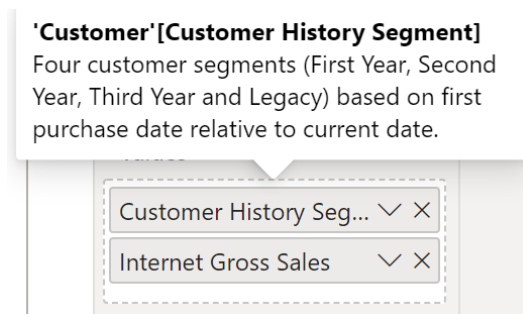 'Customer'[Customer History Segment]
Four customer segments (First Year, Second
Year, Third Year and Legacy) based on first
purchase date relative to current date.
Customer History Seg...
Internet Gross Sales